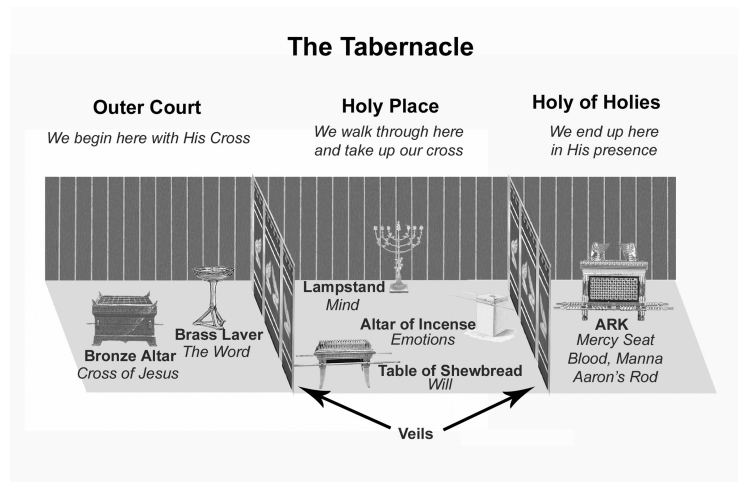 The Tabernacle
Outer Court
We begin here with His Cross
Holy Place
We walk through here
and take up our cross
Holy of Holies
We end up here
in His presence
Lampstand
Mind
Altar of Incense
Emotions
Brass Laver
The Word
Bronze Altar
Cross of Jesus
Table of Shewbread
Will
ARK
Mercy Seat
Blood, Manna
Aaron's Rod
Veils